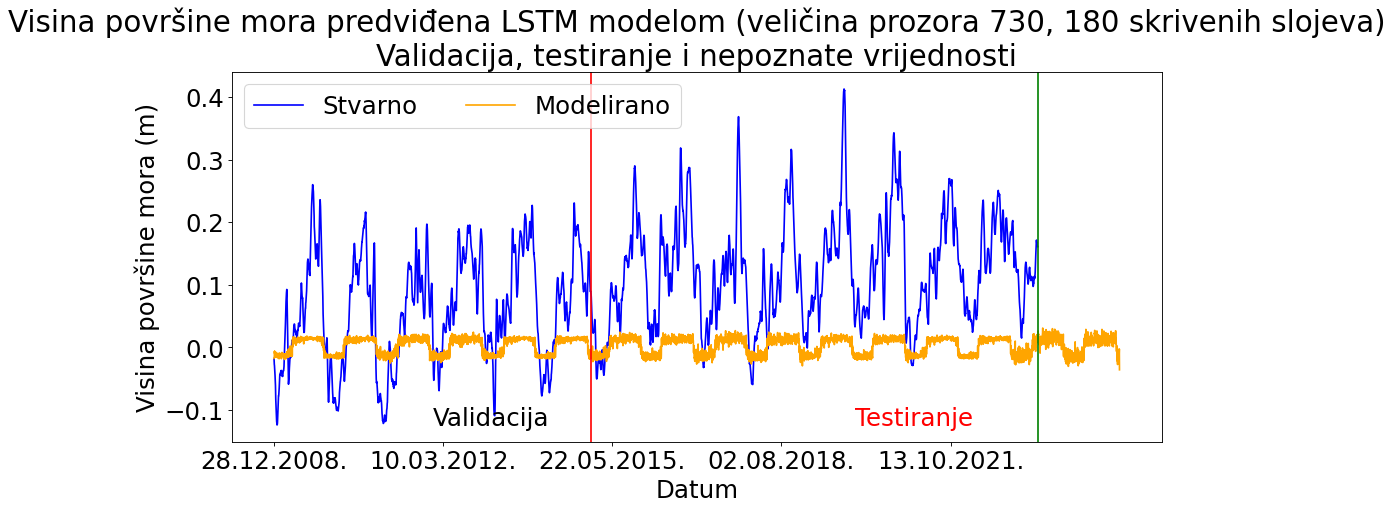 Visina površine mora predviđena LSTM modelom (veličina prozora 730, 180 skrivenih slojeva)
Validacija, testiranje i nepoznate vrijednosti
Stvarno
Modelirano
Visina površine mora (m)
0.4
0.3
0.2
0.1
0.0
−0.1
Validacija
Testiranje
28.12.2008.
10.03.2012.
22.05.2015.
02.08.2018.
13.10.2021.
Datum